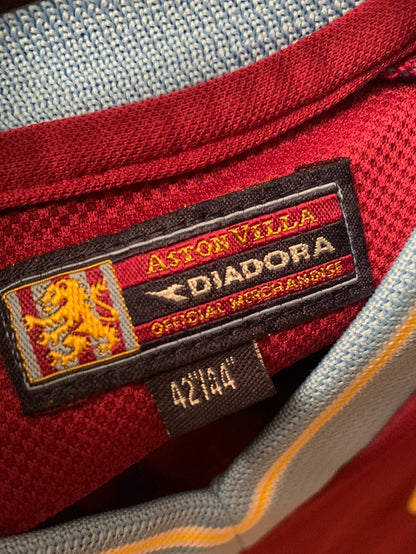 ASTON VILLA
DIADORA
OFFICIAL MERCHANDISE
42"/44"